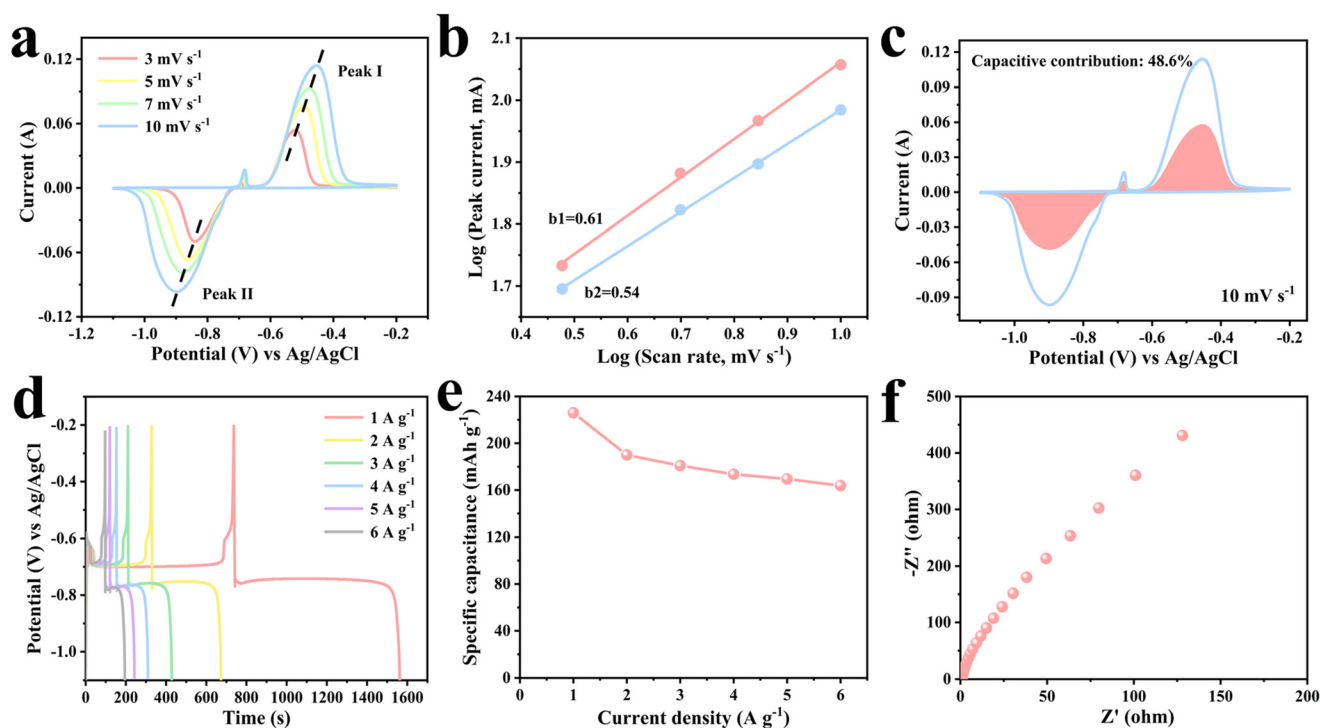 a
3 mV s⁻¹
5 mV s⁻¹
7 mV s⁻¹
10 mV s⁻¹
Peak I
Peak II
0.12
0.06
0.00
-0.06
-0.12
Current (A)
-1.2 -1.0 -0.8 -0.6 -0.4 -0.2
Potential (V) vs Ag/AgCl
b
2.1
2.0
1.9
1.8
1.7
Log (Peak current, mA)
b1=0.61
b2=0.54
0.4 0.5 0.6 0.7 0.8 0.9 1.0
Log (Scan rate, mV s⁻¹)
c
Capacitive contribution: 48.6%
0.12
0.09
0.06
0.03
0.00
-0.03
-0.06
-0.09
Current (A)
10 mV s⁻¹
-1.0 -0.8 -0.6 -0.4 -0.2
Potential (V) vs Ag/AgCl
d
1 A g⁻¹
2 A g⁻¹
3 A g⁻¹
4 A g⁻¹
5 A g⁻¹
6 A g⁻¹
-0.2
-0.4
-0.6
-0.8
-1.0
Potential (V) vs Ag/AgCl
0 200 400 600 800 1000 1200 1400 1600
Time (s)
e
240
200
160
120
80
40
0
Specific capacitance (mAh g⁻¹)
1 2 3 4 5 6
Current density (A g⁻¹)
f
500
400
300
200
100
0
-Z'' (ohm)
0 50 100 150 200
Z' (ohm)